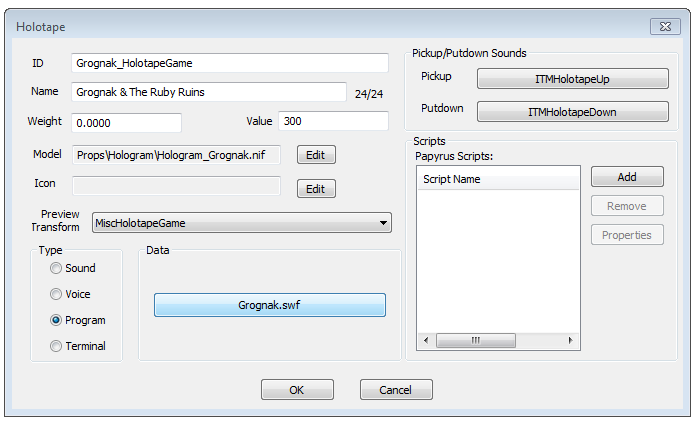 Holotape
ID Grognak_HolotapeGame
Name Grognak & The Ruby Ruins 24/24
Weight 0.0000 Value 300
Model Props\Hologram\Hologram_Grognak.nif Edit
Icon Edit
Preview
Transform MiscHolotapeGame
Type
Sound
Voice
Program
Terminal
Data
Grognak.swf
Pickup/Putdown Sounds
Pickup ITMHolotapeUp
Putdown ITMHolotapeDown
Scripts
Papyrus Scripts:
Script Name
Add
Remove
Properties
OK Cancel